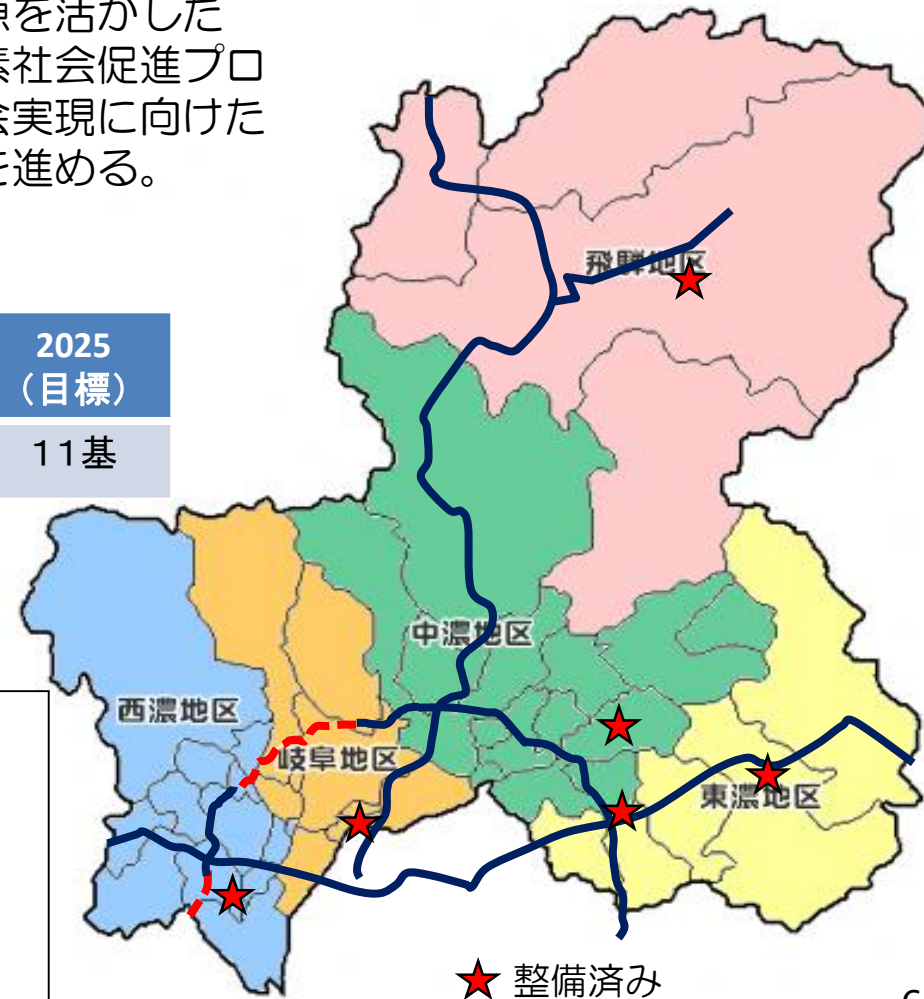 源を活かした
素社会促進プロ
会実現に向けた
を進める。
2025
（目標）
１１基
飛騨地区
中濃地区
西濃地区
岐阜地区
東濃地区
整備済み